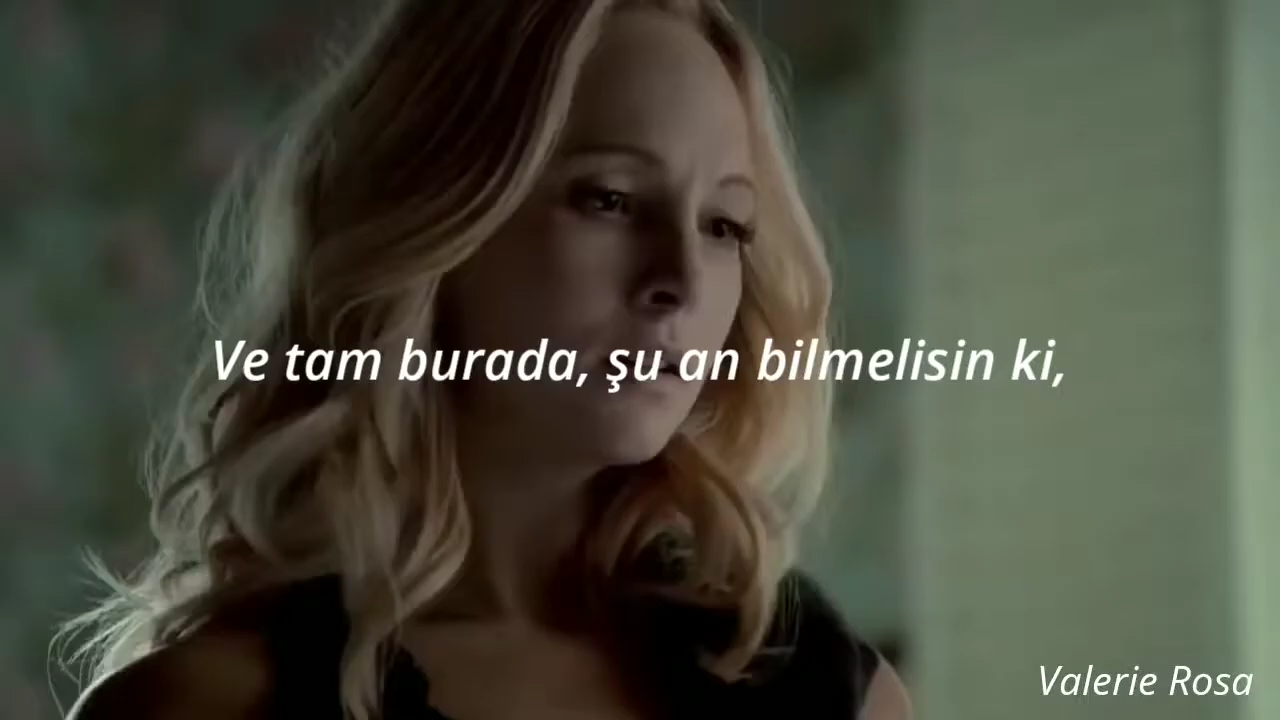 Ve tam burada, şu an bilmelisin ki,
Valerie Rosa